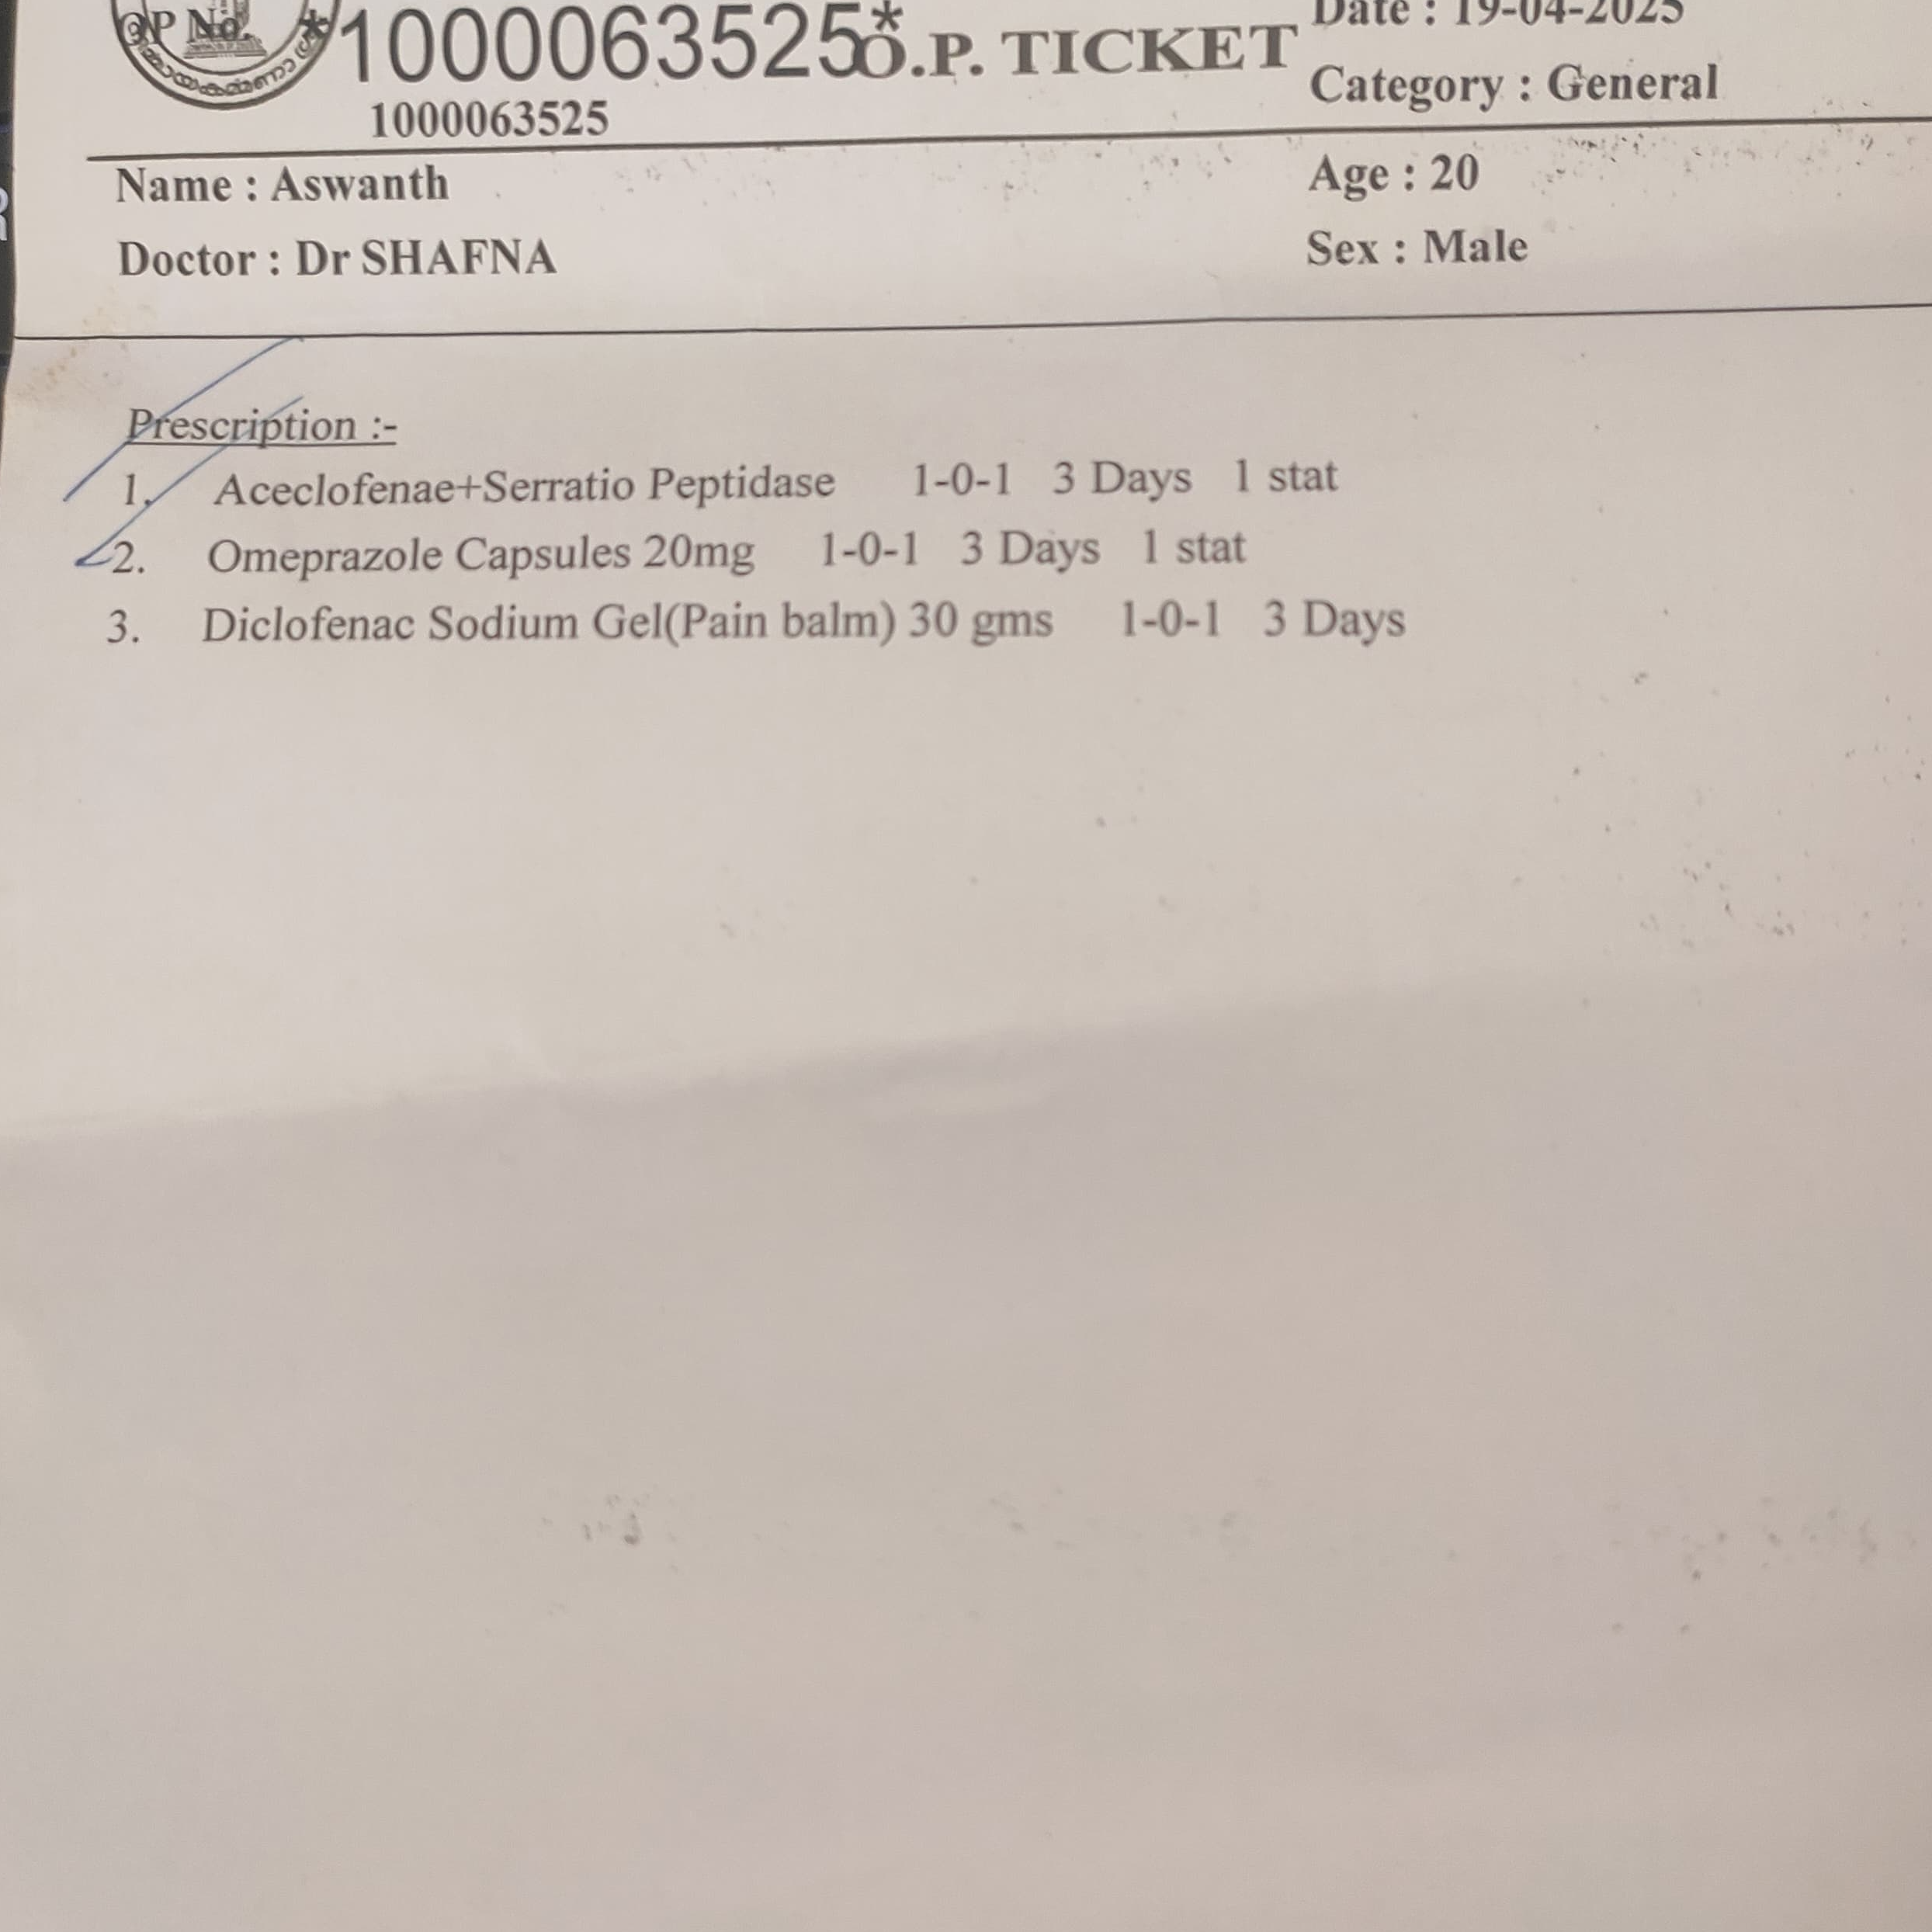 OP No. *1000063525* O.P. TICKET Date : 19-04-2025
1000063525 Category : General
Name : Aswanth Age : 20
Doctor : Dr SHAFNA Sex : Male
Prescription :-
1. Aceclofenae+Serratio Peptidase 1-0-1 3 Days 1 stat
2. Omeprazole Capsules 20mg 1-0-1 3 Days 1 stat
3. Diclofenac Sodium Gel(Pain balm) 30 gms 1-0-1 3 Days